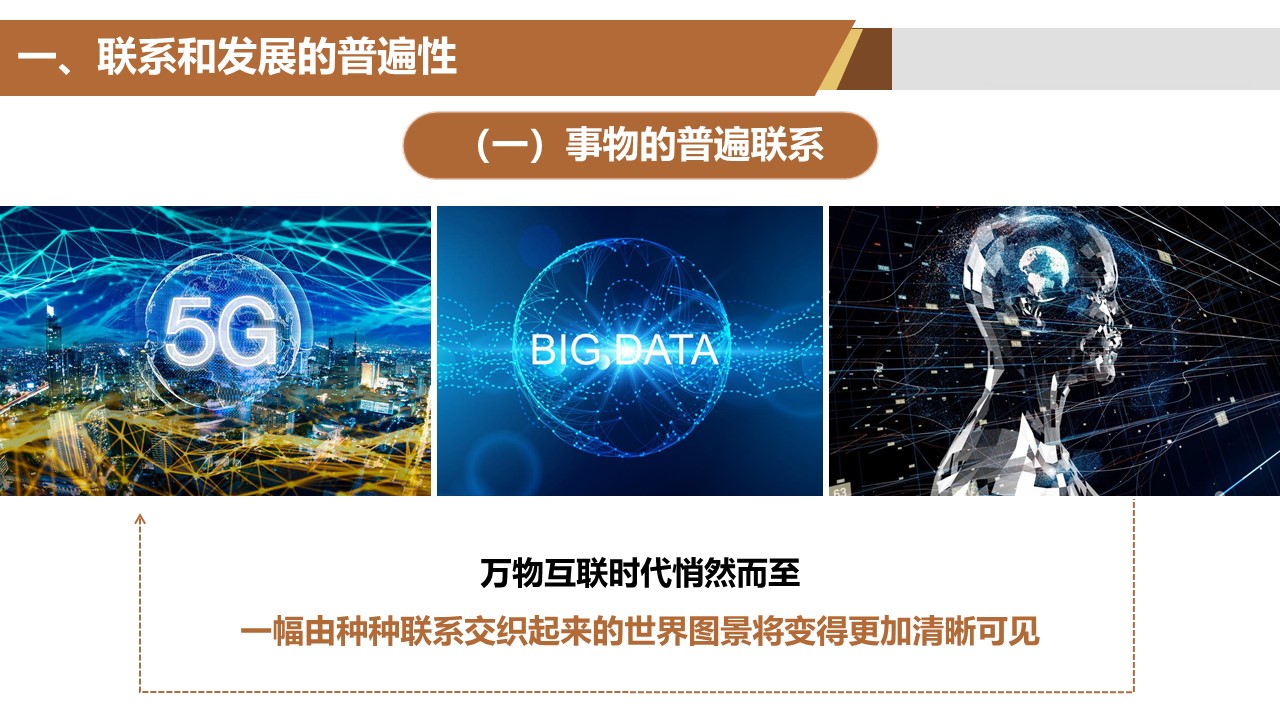 一、联系和发展的普遍性
（一）事物的普遍联系
5G
BIG DATA
63
万物互联时代悄然而至
一幅由种种联系交织起来的世界图景将变得更加清晰可见